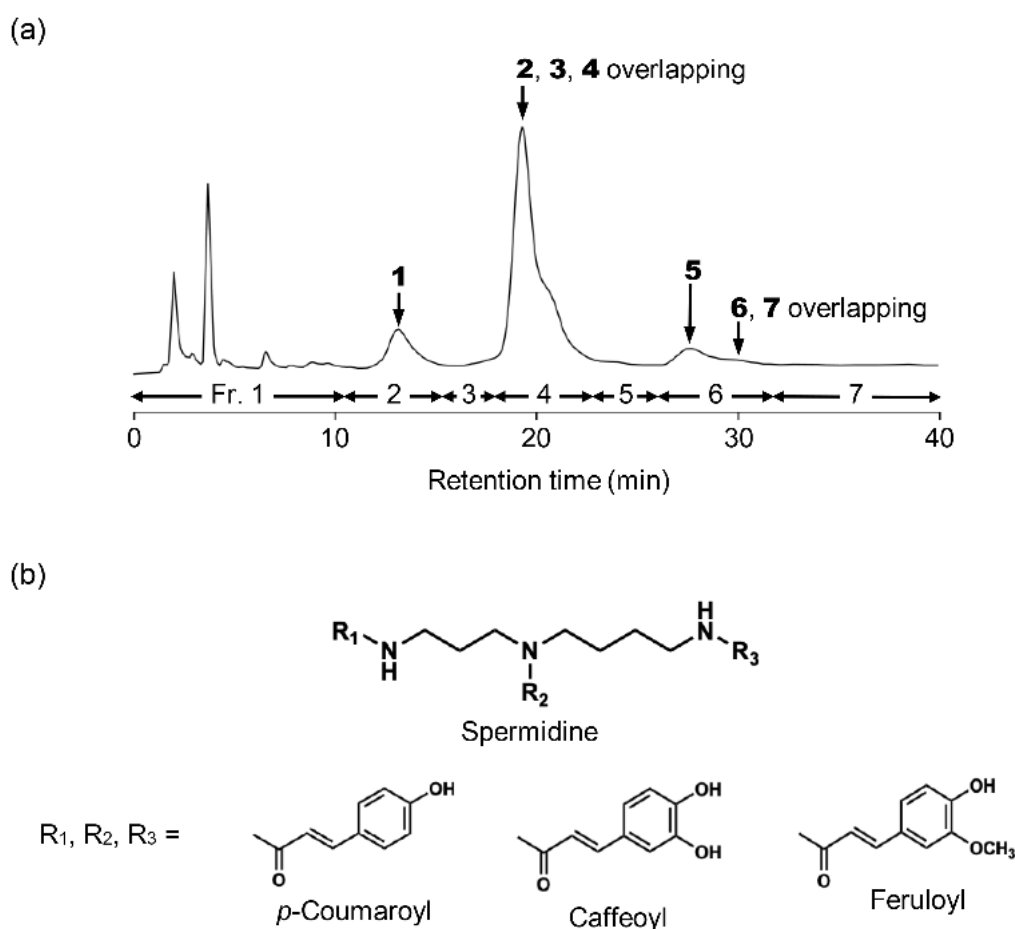 (a)
2, 3, 4 overlapping
1
5
6, 7 overlapping
Fr. 1 2 3 4 5 6 7
0 10 20 30 40
Retention time (min)
(b)
R₁ N H N R₂ H N R₃
Spermidine
R₁, R₂, R₃ =
O OH
p-Coumaroyl
O OH OH
Caffeoyl
O OH OCH₃
Feruloyl